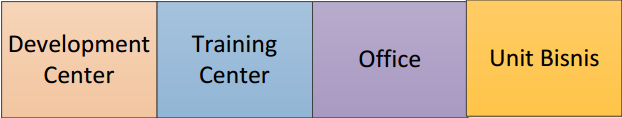 Development
Center
Training
Center
Office
Unit Bisnis